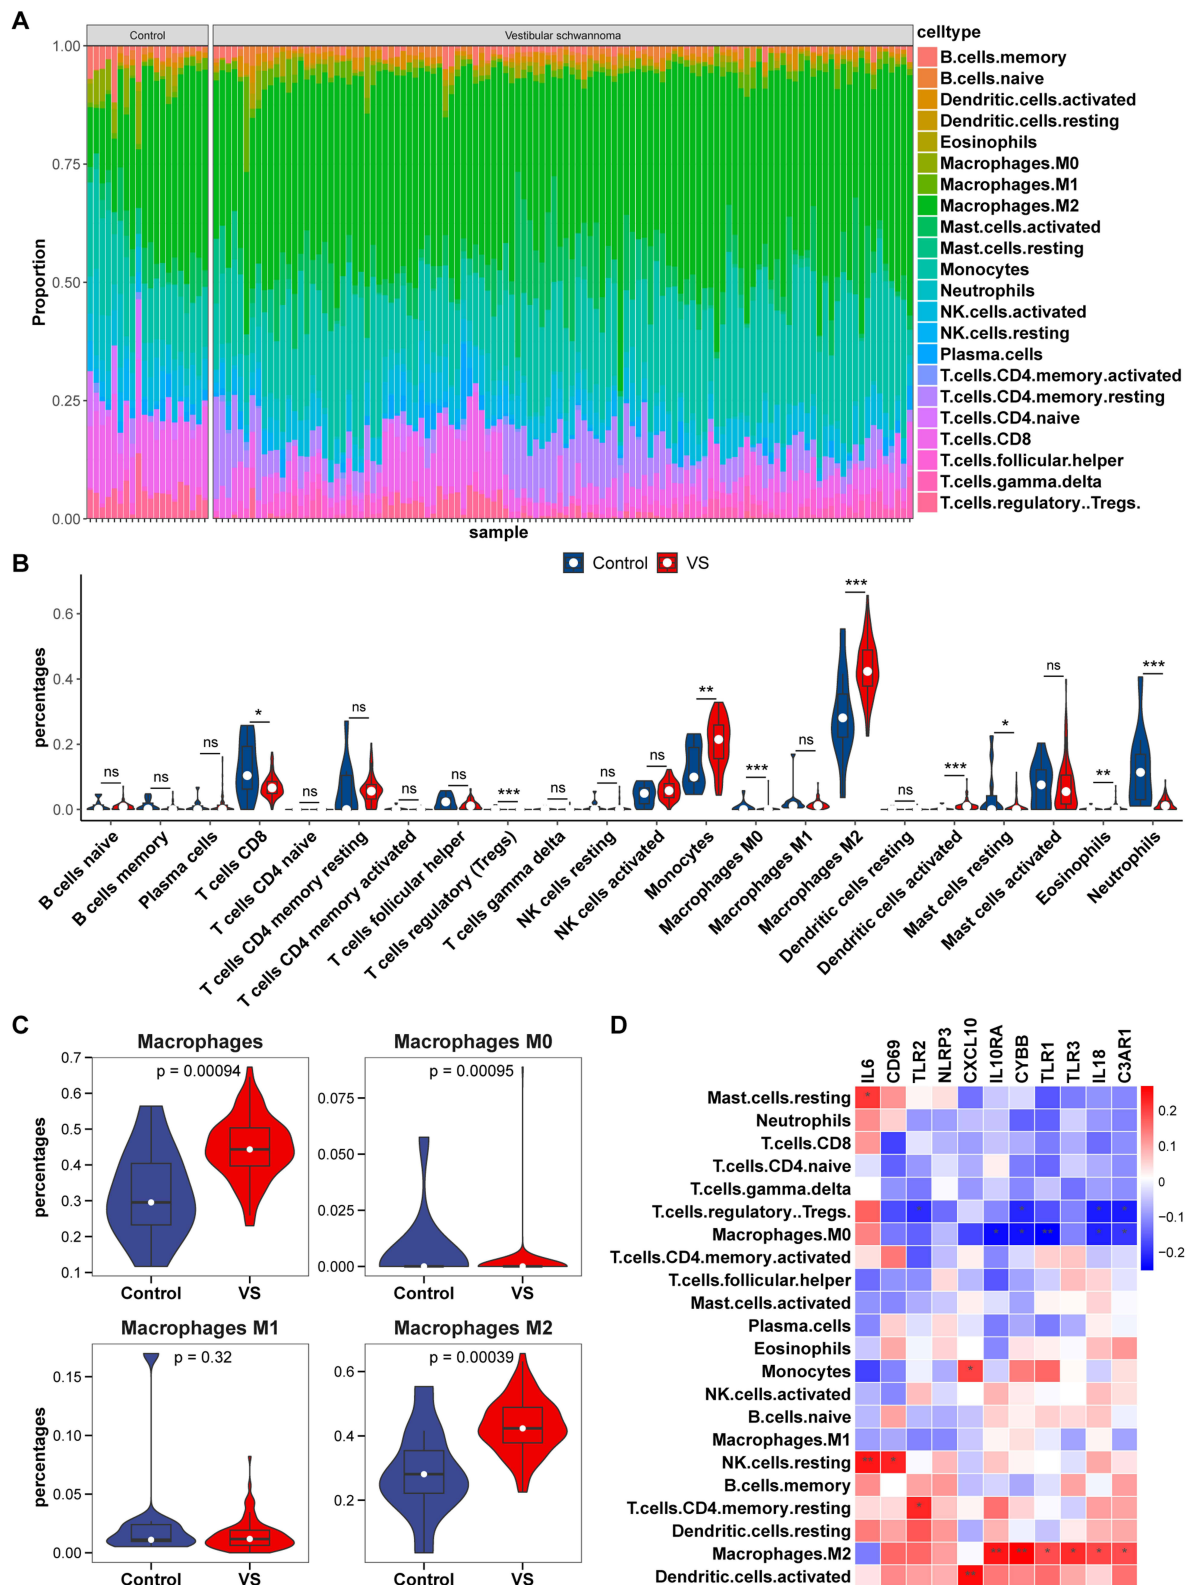 A
Control
Vestibular schwannoma
celltype
1.00
0.75
0.50
0.25
0.00
Proportion
sample
B.cells.memory
B.cells.naive
Dendritic.cells.activated
Dendritic.cells.resting
Eosinophils
Macrophages.M0
Macrophages.M1
Macrophages.M2
Mast.cells.activated
Mast.cells.resting
Monocytes
Neutrophils
NK.cells.activated
NK.cells.resting
Plasma.cells
T.cells.CD4.memory.activated
T.cells.CD4.memory.resting
T.cells.CD4.naive
T.cells.CD8
T.cells.follicular.helper
T.cells.gamma.delta
T.cells.regulatory..Tregs.
B
Control VS
percentages
0.6
0.4
0.2
0.0
ns ns ns * ns ns ns ns *** ns ns ns ** *** ns *** ns *** * ns ** ***
B cells naive
B cells memory
Plasma cells
T cells CD8
T cells CD4 naive
T cells CD4 memory resting
T cells CD4 memory activated
T cells follicular helper
T cells regulatory (Tregs)
T cells gamma delta
NK cells resting
NK cells activated
Monocytes
Macrophages M0
Macrophages M1
Macrophages M2
Dendritic cells resting
Dendritic cells activated
Mast cells resting
Mast cells activated
Eosinophils
Neutrophils
C
Macrophages
p = 0.00094
percentages
0.7
0.6
0.5
0.4
0.3
0.2
0.1
Control VS
Macrophages M0
p = 0.00095
0.075
0.050
0.025
0.000
Control VS
Macrophages M1
p = 0.32
percentages
0.15
0.10
0.05
0.00
Control VS
Macrophages M2
p = 0.00039
0.6
0.4
0.2
Control VS
D
IL6 CD69 TLR2 NLRP3 CXCL10 IL10RA CYBB TLR1 TLR3 IL18 C3AR1
Mast.cells.resting *
Neutrophils
T.cells.CD8
T.cells.CD4.naive
T.cells.gamma.delta
T.cells.regulatory..Tregs. * * * *
Macrophages.M0 * * ** * *
T.cells.CD4.memory.activated
T.cells.follicular.helper
Mast.cells.activated
Plasma.cells
Eosinophils
Monocytes *
NK.cells.activated
B.cells.naive
Macrophages.M1
NK.cells.resting ** *
B.cells.memory
T.cells.CD4.memory.resting *
Dendritic.cells.resting
Macrophages.M2 ** ** * * * *
Dendritic.cells.activated **
0.2
0.1
0
−0.1
−0.2